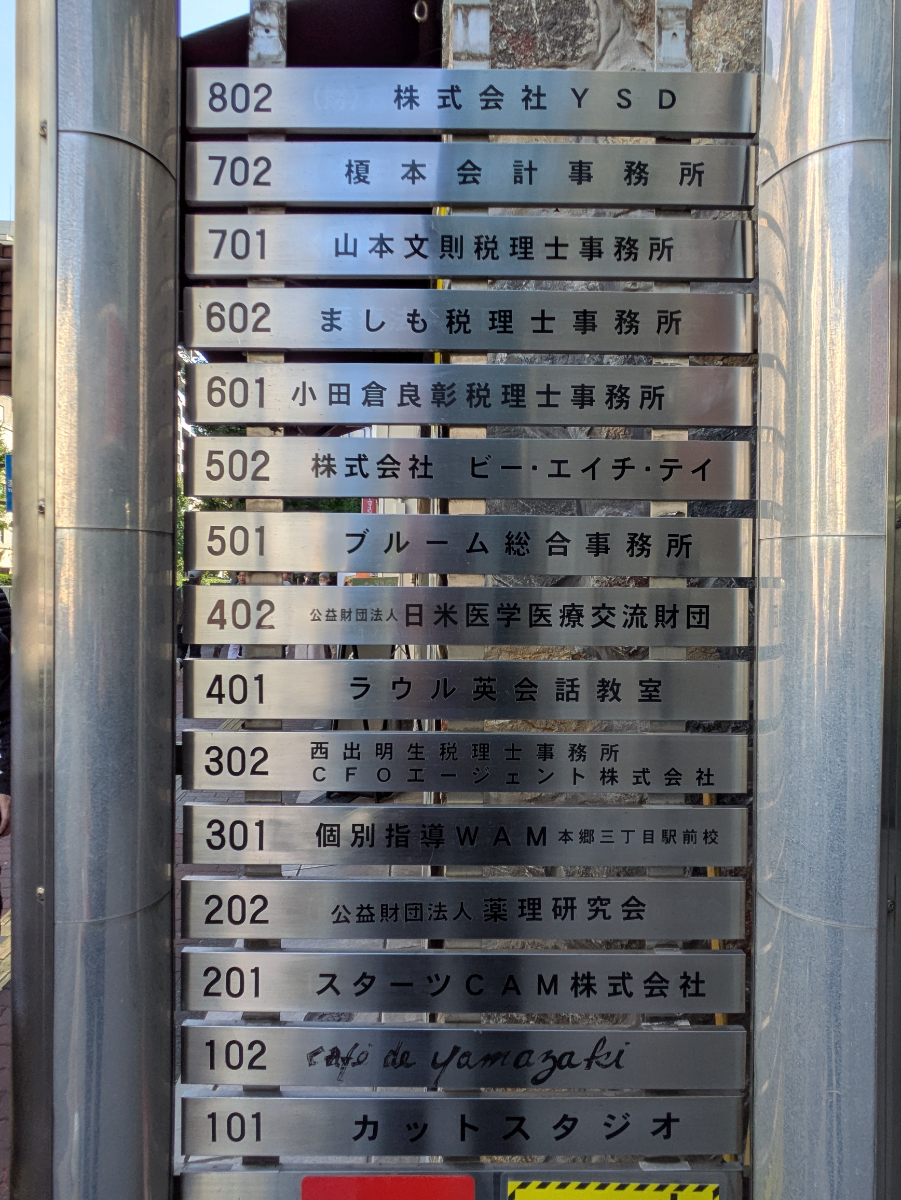 802 株式会社YSD
702 榎本会計事務所
701 山本文則税理士事務所
602 ましも税理士事務所
601 小田倉良彰税理士事務所
502 株式会社 ビー・エイチ・テイ
501 ブルーム総合事務所
402 公益財団法人日米医学医療交流財団
401 ラウル英会話教室
302 西出明生税理士事務所
CFOエージェント株式会社
301 個別指導WAM本郷三丁目駅前校
202 公益財団法人薬理研究会
201 スターツCAM株式会社
102 café de yamazaki
101 カットスタジオ